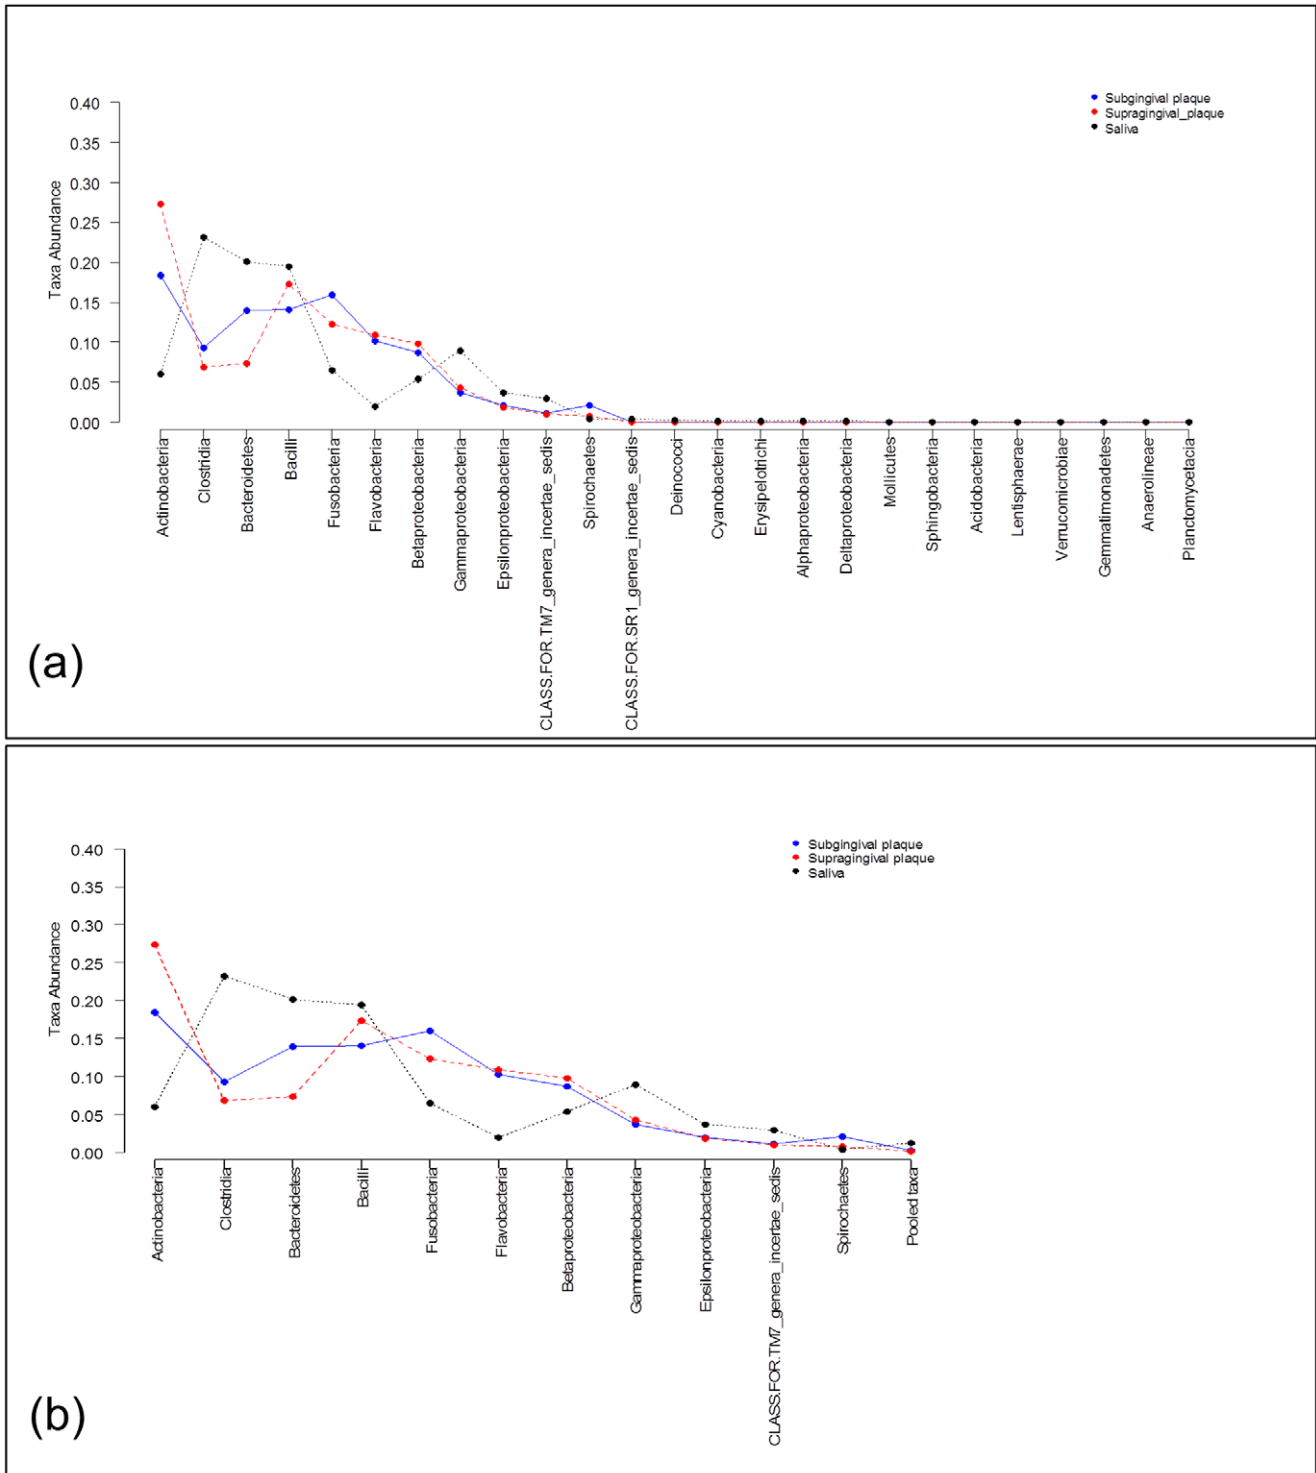 Subgingival plaque
Supragingival_plaque
Saliva
Taxa Abundance
0.40
0.35
0.30
0.25
0.20
0.15
0.10
0.05
0.00
Actinobacteria
Clostridia
Bacteroidetes
Bacilli
Fusobacteria
Flavobacteria
Betaproteobacteria
Gammaproteobacteria
Epsilonproteobacteria
CLASS.FOR.TM7_genera_incertae_sedis
Spirochaetes
CLASS.FOR.SR1_genera_incertae_sedis
Deinococci
Cyanobacteria
Erysipelotrichi
Alphaproteobacteria
Deltaproteobacteria
Mollicutes
Sphingobacteria
Acidobacteria
Lentisphaerae
Verrucomicrobiae
Gemmatimonadetes
Anaerolineae
Planctomycetacia
(a)
Subgingival plaque
Supragingival plaque
Saliva
Taxa Abundance
0.40
0.35
0.30
0.25
0.20
0.15
0.10
0.05
0.00
Actinobacteria
Clostridia
Bacteroidetes
Bacilli
Fusobacteria
Flavobacteria
Betaproteobacteria
Gammaproteobacteria
Epsilonproteobacteria
CLASS.FOR.TM7_genera_incertae_sedis
Spirochaetes
Pooled taxa
(b)